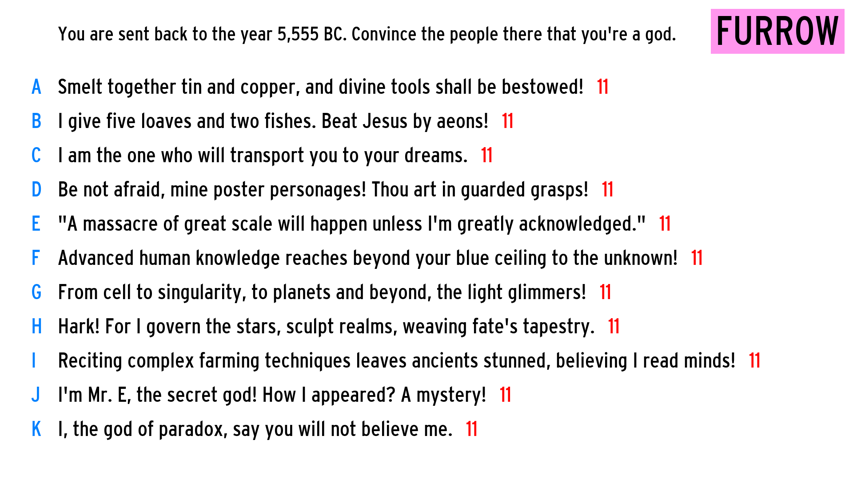 You are sent back to the year 5,555 BC. Convince the people there that you're a god.
FURROW
A Smelt together tin and copper, and divine tools shall be bestowed! 11
B I give five loaves and two fishes. Beat Jesus by aeons! 11
C I am the one who will transport you to your dreams. 11
D Be not afraid, mine poster personages! Thou art in guarded grasps! 11
E "A massacre of great scale will happen unless I'm greatly acknowledged." 11
F Advanced human knowledge reaches beyond your blue ceiling to the unknown! 11
G From cell to singularity, to planets and beyond, the light glimmers! 11
H Hark! For I govern the stars, sculpt realms, weaving fate's tapestry. 11
I Reciting complex farming techniques leaves ancients stunned, believing I read minds! 11
J I'm Mr. E, the secret god! How I appeared? A mystery! 11
K I, the god of paradox, say you will not believe me. 11